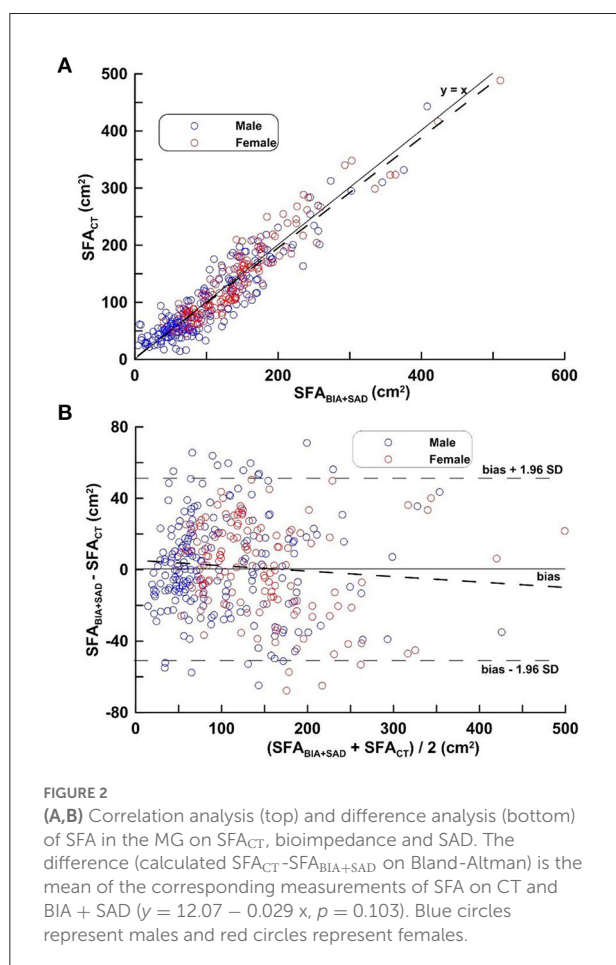 A
500
400
300
200
100
0
SFA_CT (cm²)
Male
Female
y = x
0
200
400
600
SFA_BIA+SAD (cm²)
B
80
40
0
-40
-80
SFA_BIA+SAD - SFA_CT (cm²)
Male
Female
bias + 1.96 SD
bias
bias - 1.96 SD
0
100
200
300
400
500
(SFA_BIA+SAD + SFA_CT) / 2 (cm²)
FIGURE 2
(A,B) Correlation analysis (top) and difference analysis (bottom)
of SFA in the MG on SFA_CT, bioimpedance and SAD. The
difference (calculated SFA_CT-SFA_BIA+SAD on Bland-Altman) is the
mean of the corresponding measurements of SFA on CT and
BIA + SAD (y = 12.07 − 0.029 x, p = 0.103). Blue circles
represent males and red circles represent females.